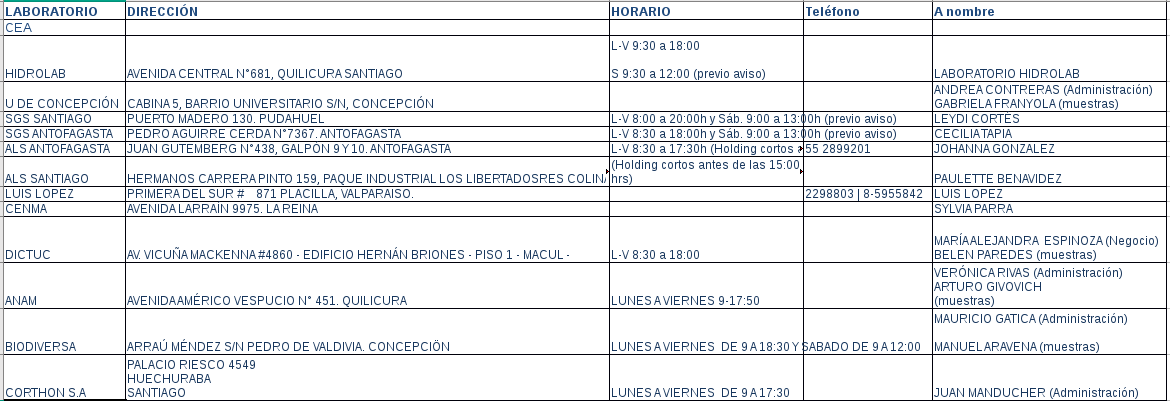 LABORATORIO DIRECCIÓN HORARIO Teléfono A nombre
CEA
L-V 9:30 a 18:00
HIDROLAB AVENIDA CENTRAL N°681, QUILICURA SANTIAGO S 9:30 a 12:00 (previo aviso) LABORATORIO HIDROLAB
ANDREA CONTRERAS (Administración)
U DE CONCEPCIÓN CABINA 5, BARRIO UNIVERSITARIO S/N, CONCEPCIÓN GABRIELA FRANYOLA (muestras)
SGS SANTIAGO PUERTO MADERO 130. PUDAHUEL L-V 8:00 a 20:00h y Sáb. 9:00 a 13:00h (previo aviso) LEYDI CORTÉS
SGS ANTOFAGASTA PEDRO AGUIRRE CERDA N°7367. ANTOFAGASTA L-V 8:30 a 18:00h y Sáb. 9:00 a 13:00h (previo aviso) CECILIA TAPIA
ALS ANTOFAGASTA JUAN GUTEMBERG N°438, GALPÓN 9 Y 10. ANTOFAGASTA L-V 8:30 a 17:30h (Holding cortos 55 2899201 JOHANNA GONZALEZ
(Holding cortos antes de las 15:00
ALS SANTIAGO HERMANOS CARRERA PINTO 159, PAQUE INDUSTRIAL LOS LIBERTADOSRES COLINA hrs) PAULETTE BENAVIDEZ
LUIS LOPEZ PRIMERA DEL SUR # 871 PLACILLA, VALPARAISO. 2298803 | 8-5955842 LUIS LOPEZ
CENMA AVENIDA LARRAIN 9975. LA REINA SYLVIA PARRA
MARÍA ALEJANDRA ESPINOZA (Negocio)
DICTUC AV. VICUÑA MACKENNA #4860 - EDIFICIO HERNÁN BRIONES - PISO 1 - MACUL - L-V 8:30 a 18:00 BELEN PAREDES (muestras)
VERÓNICA RIVAS (Administración)
ARTURO GIVOVICH
ANAM AVENIDA AMÉRICO VESPUCIO N° 451. QUILICURA LUNES A VIERNES 9-17:50 (muestras)
MAURICIO GATICA (Administración)
BIODIVERSA ARRAÚ MÉNDEZ S/N PEDRO DE VALDIVIA. CONCEPCIÓN LUNES A VIERNES DE 9 A 18:30 Y SABADO DE 9 A 12:00 MANUEL ARAVENA (muestras)
PALACIO RIESCO 4549
HUECHURABA
CORTHON S.A SANTIAGO LUNES A VIERNES DE 9 A 17:30 JUAN MANDUCHER (Administración)